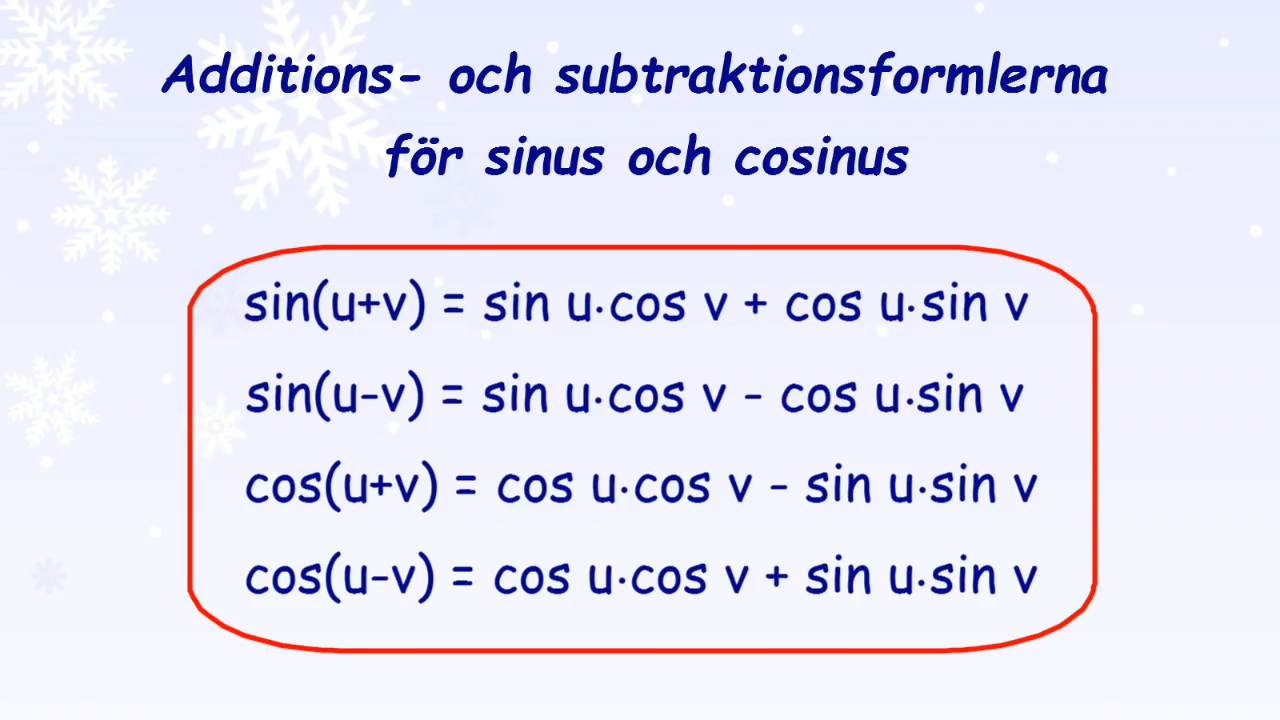 Additions- och subtraktionsformlerna
för sinus och cosinus
sin(u+v) = sin u·cos v + cos u·sin v
sin(u-v) = sin u·cos v - cos u·sin v
cos(u+v) = cos u·cos v - sin u·sin v
cos(u-v) = cos u·cos v + sin u·sin v